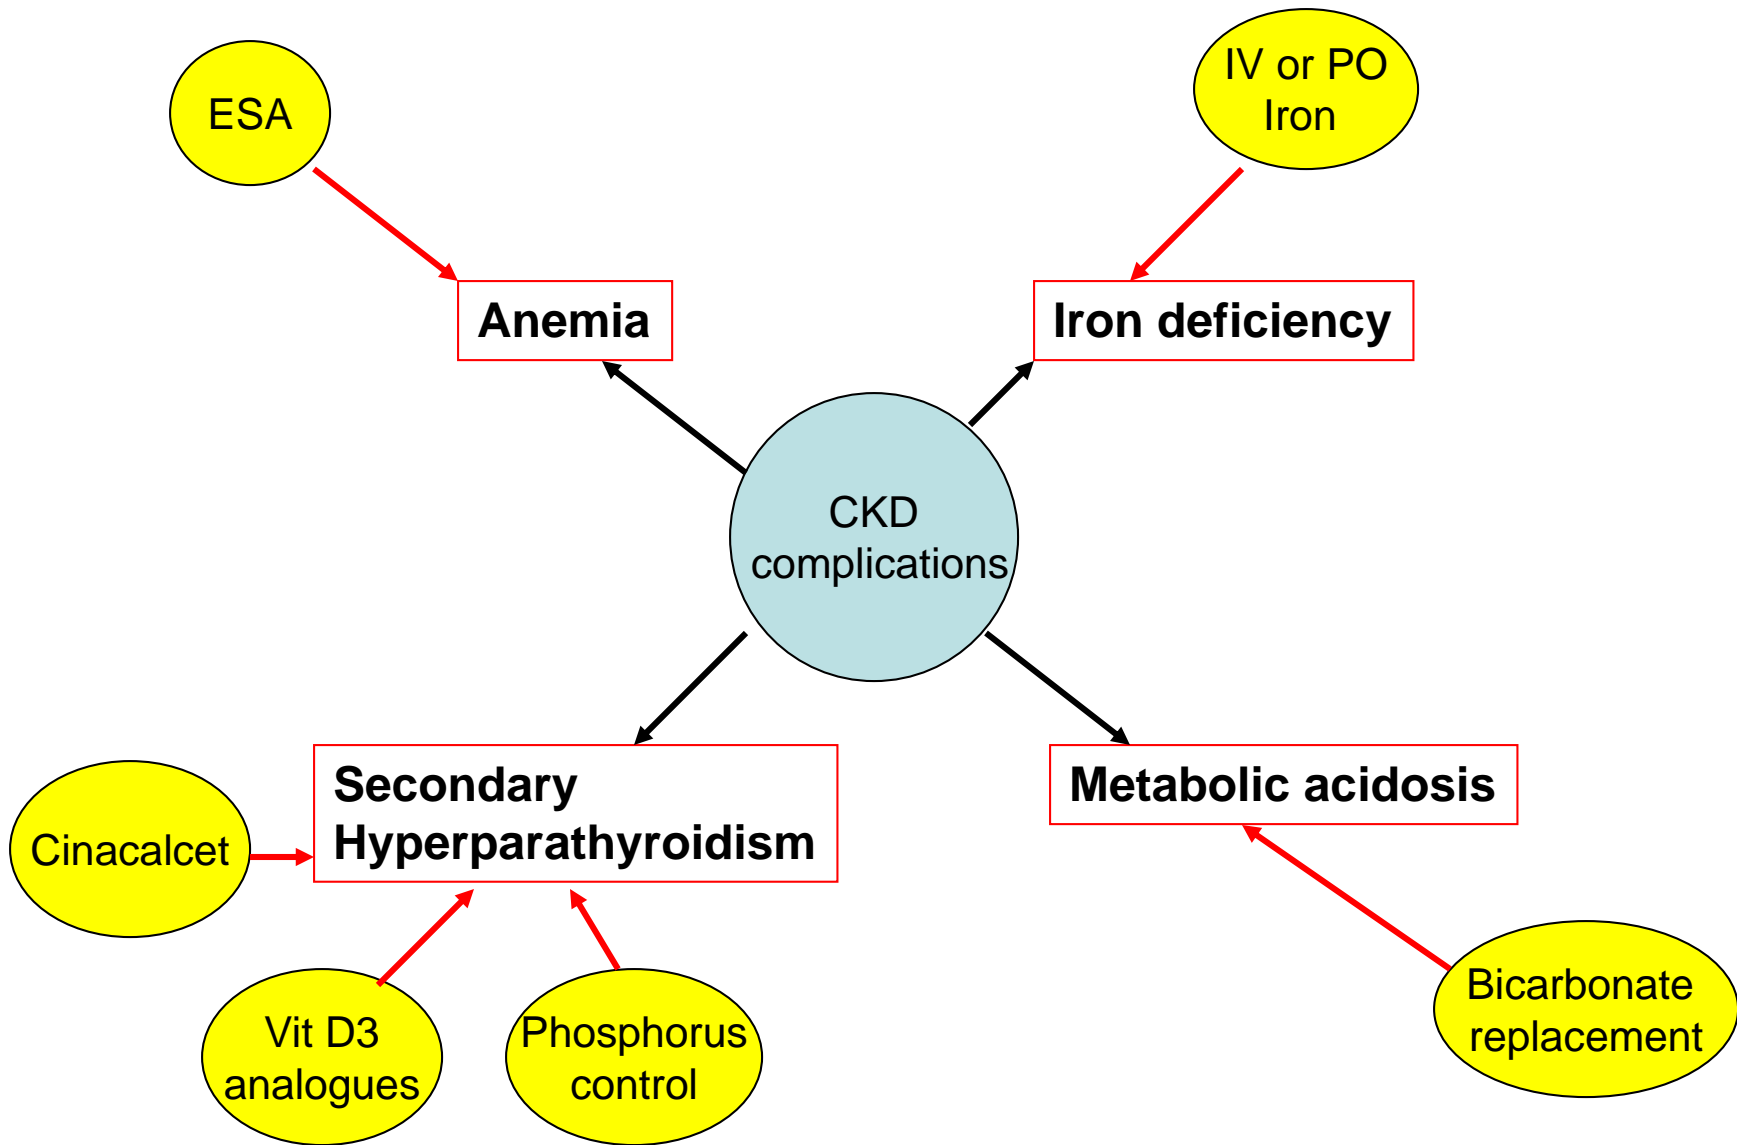 ESA
IV or PO
Iron
Anemia
Iron deficiency
CKD
complications
Secondary
Hyperparathyroidism
Metabolic acidosis
Cinacalcet
Vit D3
analogues
Phosphorus
control
Bicarbonate
replacement